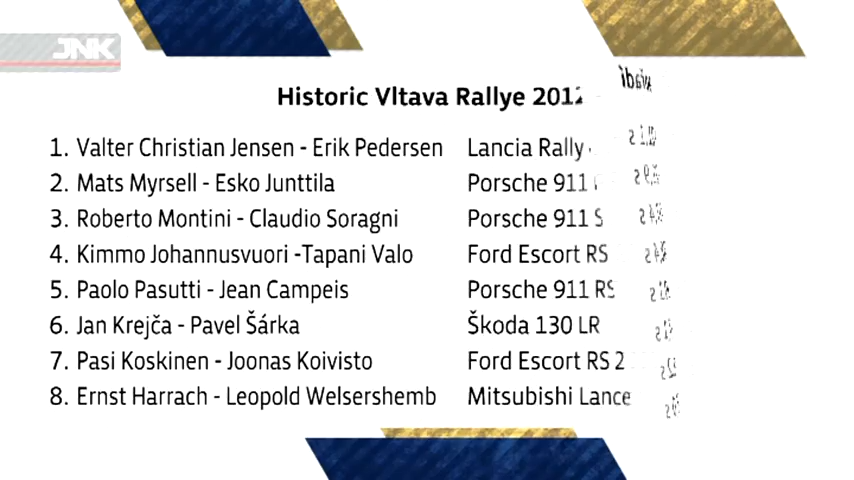 JNK
Historic Vltava Rallye 2012
1. Valter Christian Jensen - Erik Pedersen Lancia Rally
2. Mats Myrsell - Esko Junttila Porsche 911
3. Roberto Montini - Claudio Soragni Porsche 911 S
4. Kimmo Johannusvuori -Tapani Valo Ford Escort RS
5. Paolo Pasutti - Jean Campeis Porsche 911 RS
6. Jan Krejča - Pavel Šárka Škoda 130 LR
7. Pasi Koskinen - Joonas Koivisto Ford Escort RS 2
8. Ernst Harrach - Leopold Welsershemb Mitsubishi Lance